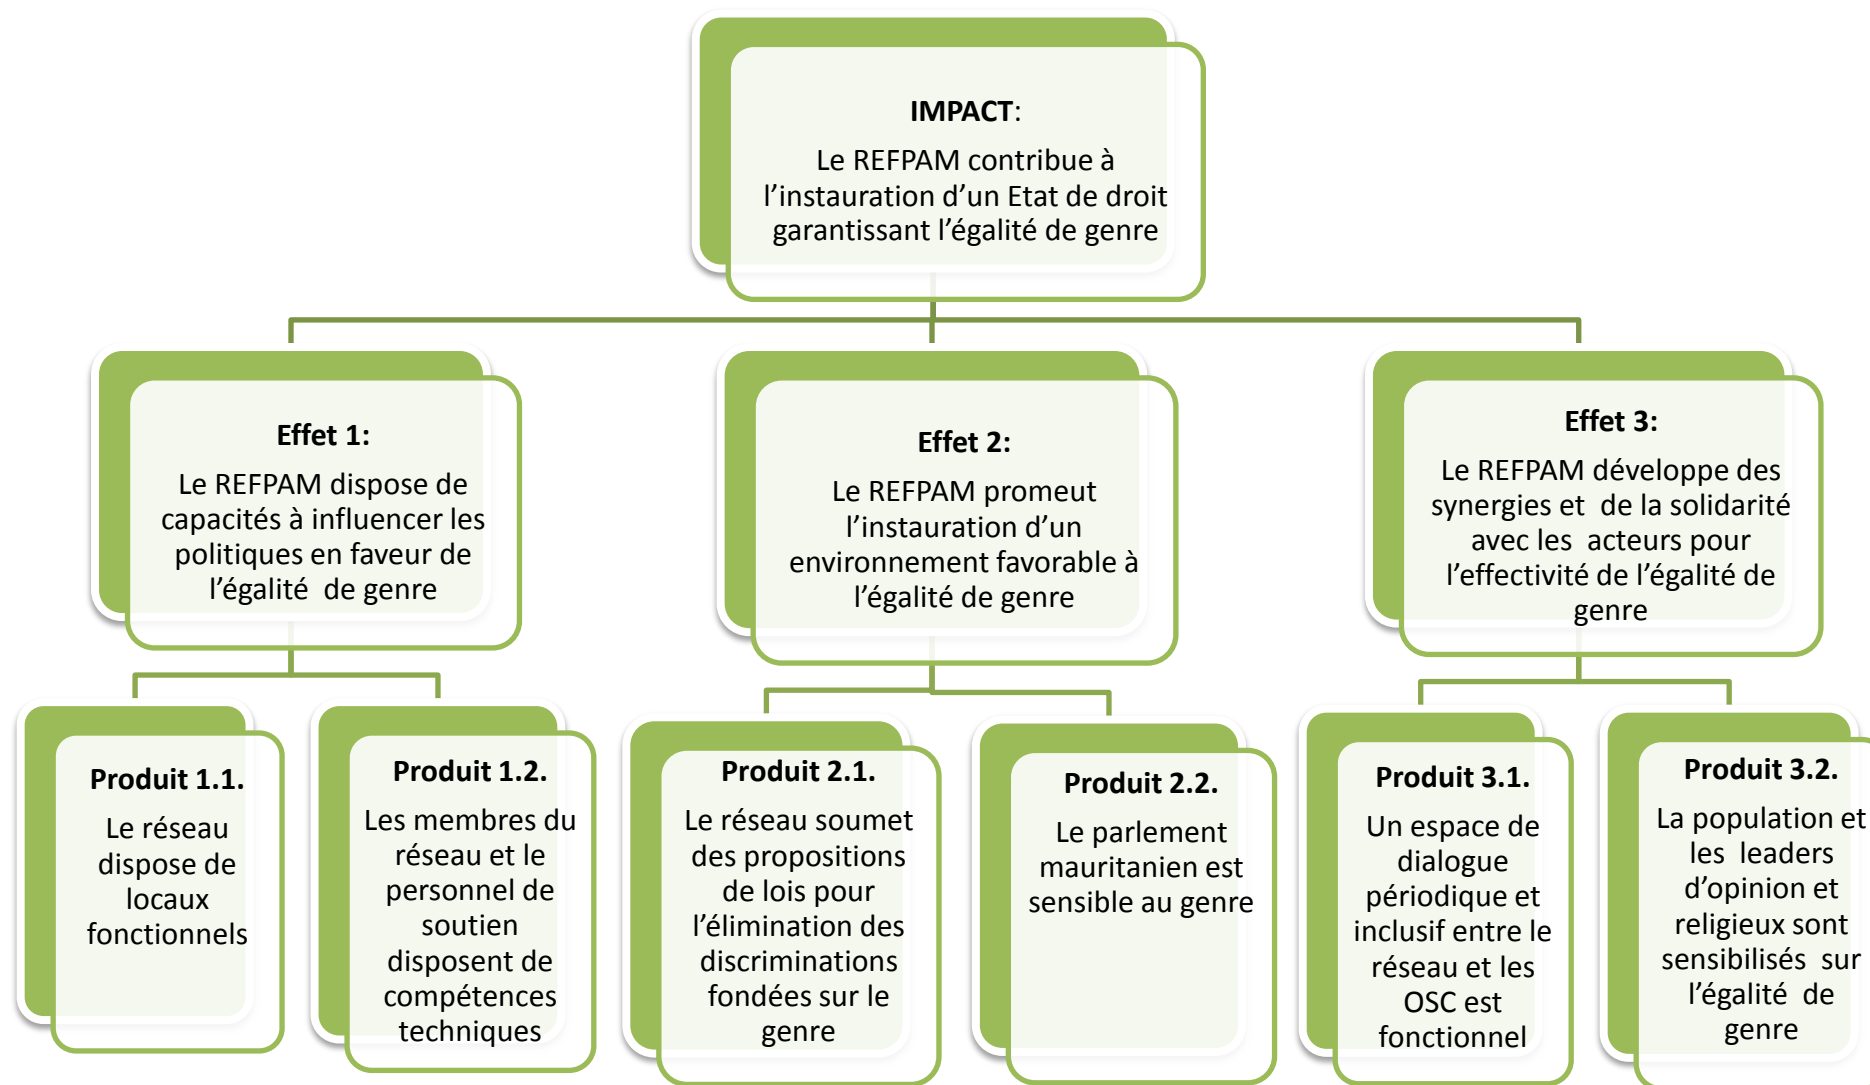 IMPACT:
Le REFPAM contribue à
l’instauration d’un Etat de droit
garantissant l’égalité de genre
Effet 1:
Le REFPAM dispose de
capacités à influencer les
politiques en faveur de
l’égalité de genre
Effet 2:
Le REFPAM promeut
l’instauration d’un
environnement favorable à
l’égalité de genre
Effet 3:
Le REFPAM développe des
synergies et de la solidarité
avec les acteurs pour
l’effectivité de l’égalité de
genre
Produit 1.1.
Le réseau
dispose de
locaux
fonctionnels
Produit 1.2.
Les membres du
réseau et le
personnel de
soutien
disposent de
compétences
techniques
Produit 2.1.
Le réseau soumet
des propositions
de lois pour
l’élimination des
discriminations
fondées sur le
genre
Produit 2.2.
Le parlement
mauritanien est
sensible au genre
Produit 3.1.
Un espace de
dialogue
périodique et
inclusif entre le
réseau et les
OSC est
fonctionnel
Produit 3.2.
La population et
les leaders
d’opinion et
religieux sont
sensibilisés sur
l’égalité de
genre